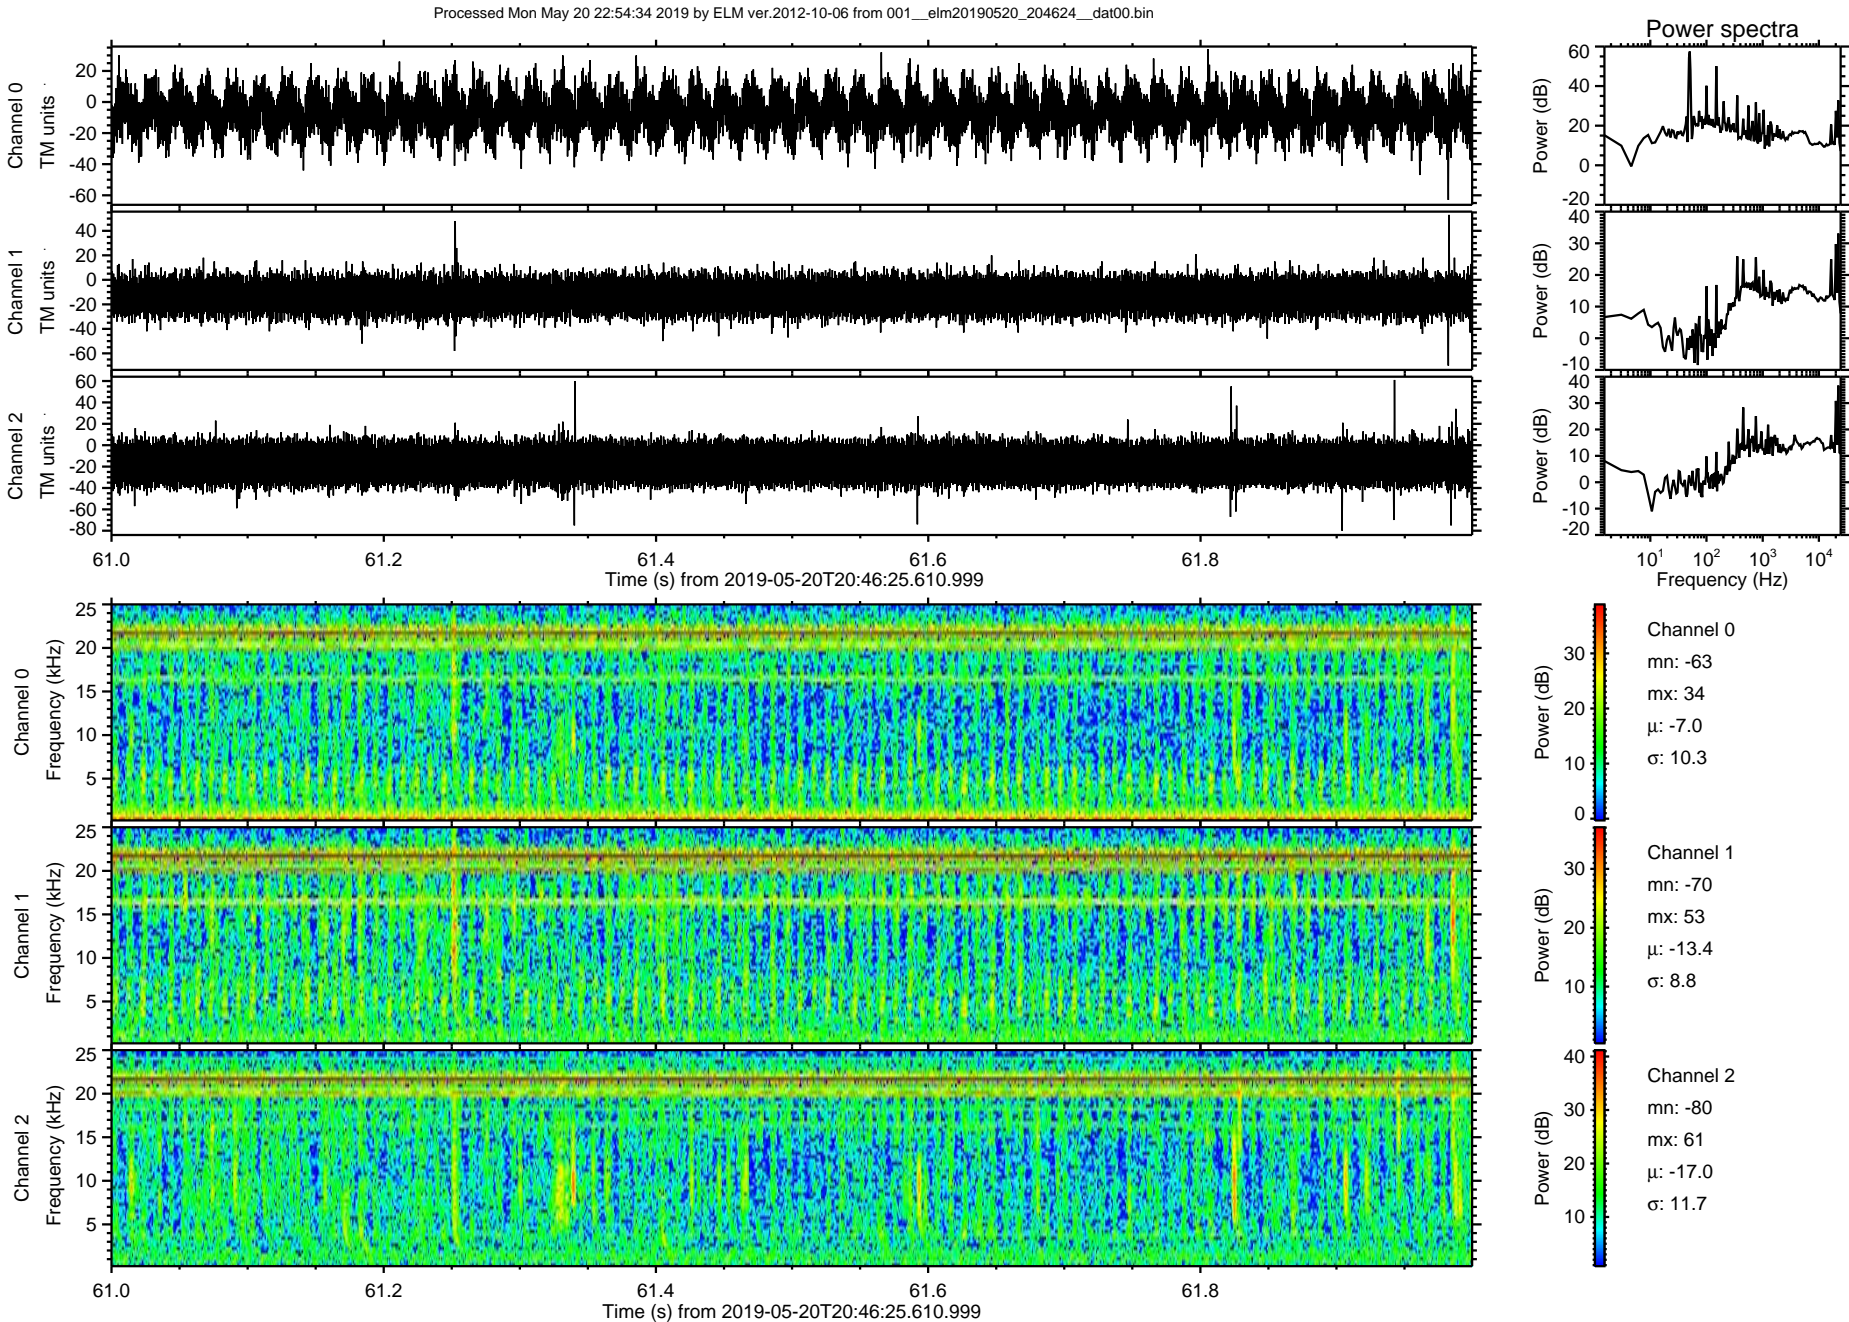 Processed Mon May 20 22:54:34 2019 by ELM ver.2012-10-06 from 001__elm20190520_204624__dat00.bin
Power spectra
Channel 0
TM units
20
0
-20
-40
-60
Power (dB)
60
40
20
0
-20
Channel 1
TM units
40
20
0
-20
-40
-60
Power (dB)
40
30
20
10
0
-10
Channel 2
TM units
60
40
20
0
-20
-40
-60
-80
Power (dB)
40
30
20
10
0
-10
-20
61.0 61.2 61.4 61.6 61.8
Time (s) from 2019-05-20T20:46:25.610.999
10¹ 10² 10³ 10⁴
Frequency (Hz)
Channel 0
Frequency (kHz)
25
20
15
10
5
Power (dB)
30
20
10
0
Channel 0
mn: -63
mx: 34
μ: -7.0
σ: 10.3
Channel 1
Frequency (kHz)
25
20
15
10
5
Power (dB)
30
20
10
Channel 1
mn: -70
mx: 53
μ: -13.4
σ: 8.8
Channel 2
Frequency (kHz)
25
20
15
10
5
Power (dB)
40
30
20
10
Channel 2
mn: -80
mx: 61
μ: -17.0
σ: 11.7
61.0 61.2 61.4 61.6 61.8
Time (s) from 2019-05-20T20:46:25.610.999